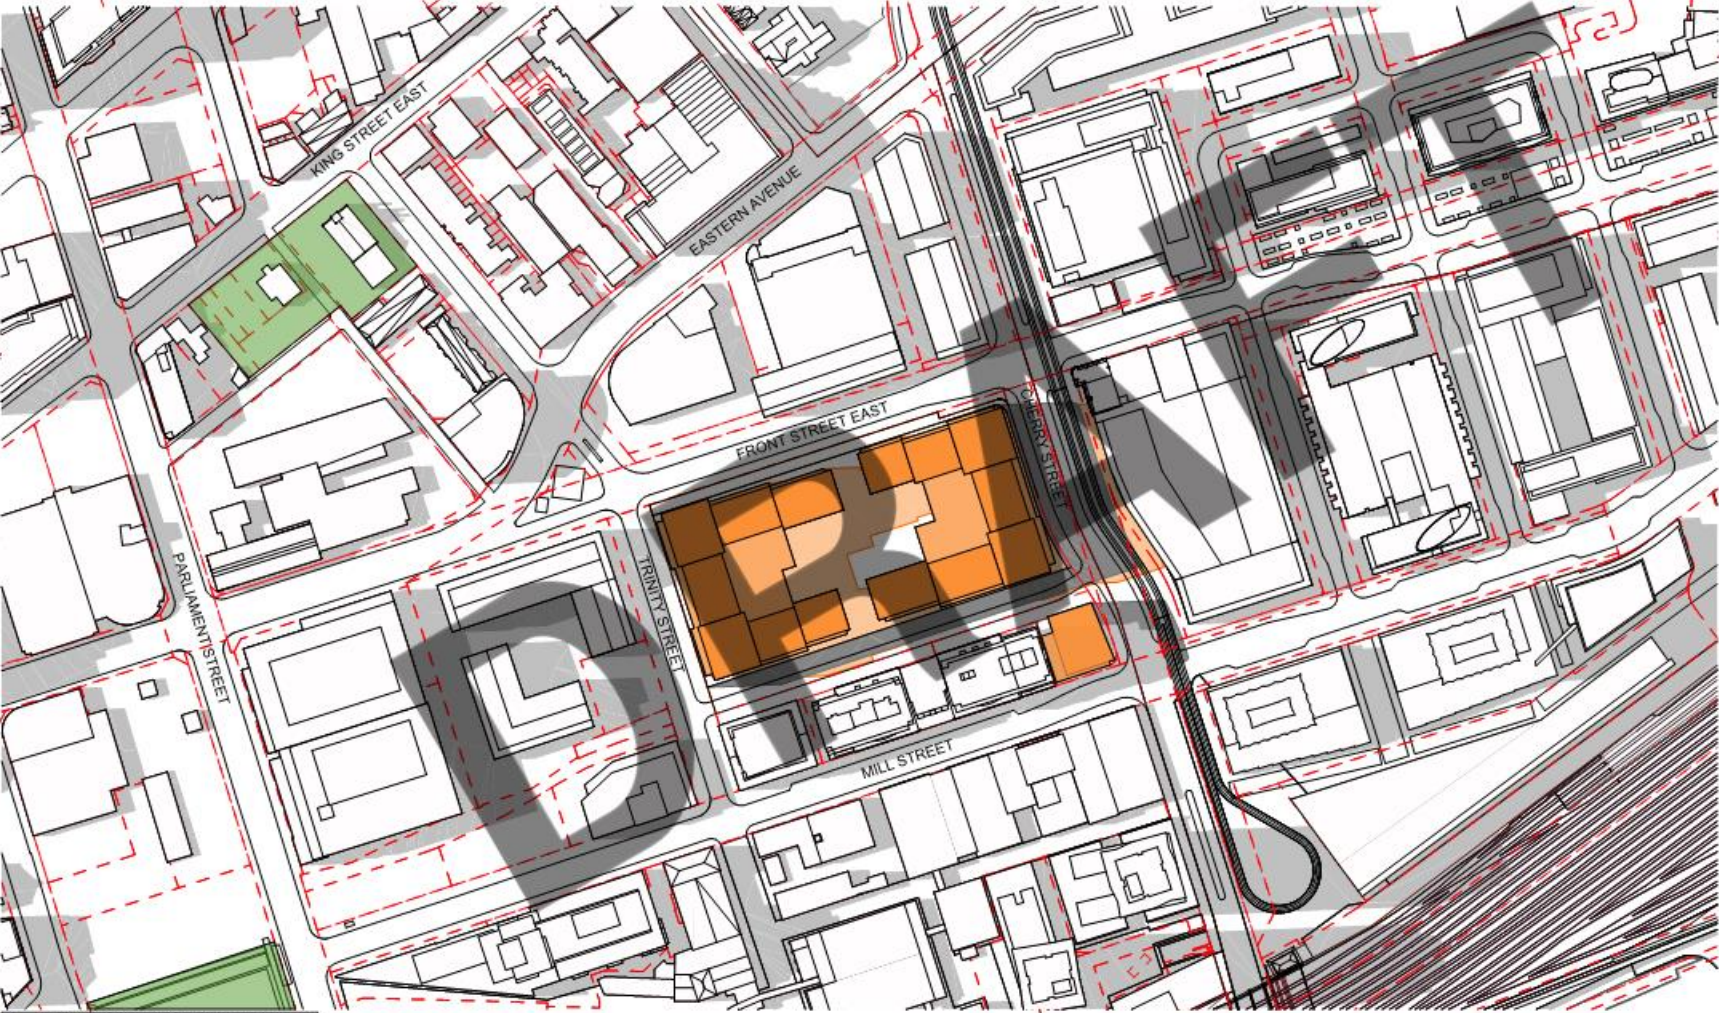 KING STREET EAST
EASTERN AVENUE
FRONT STREET EAST
CHERRY STREET
TRINITY STREET
PARLIAMENT STREET
MILL STREET
DRAFT